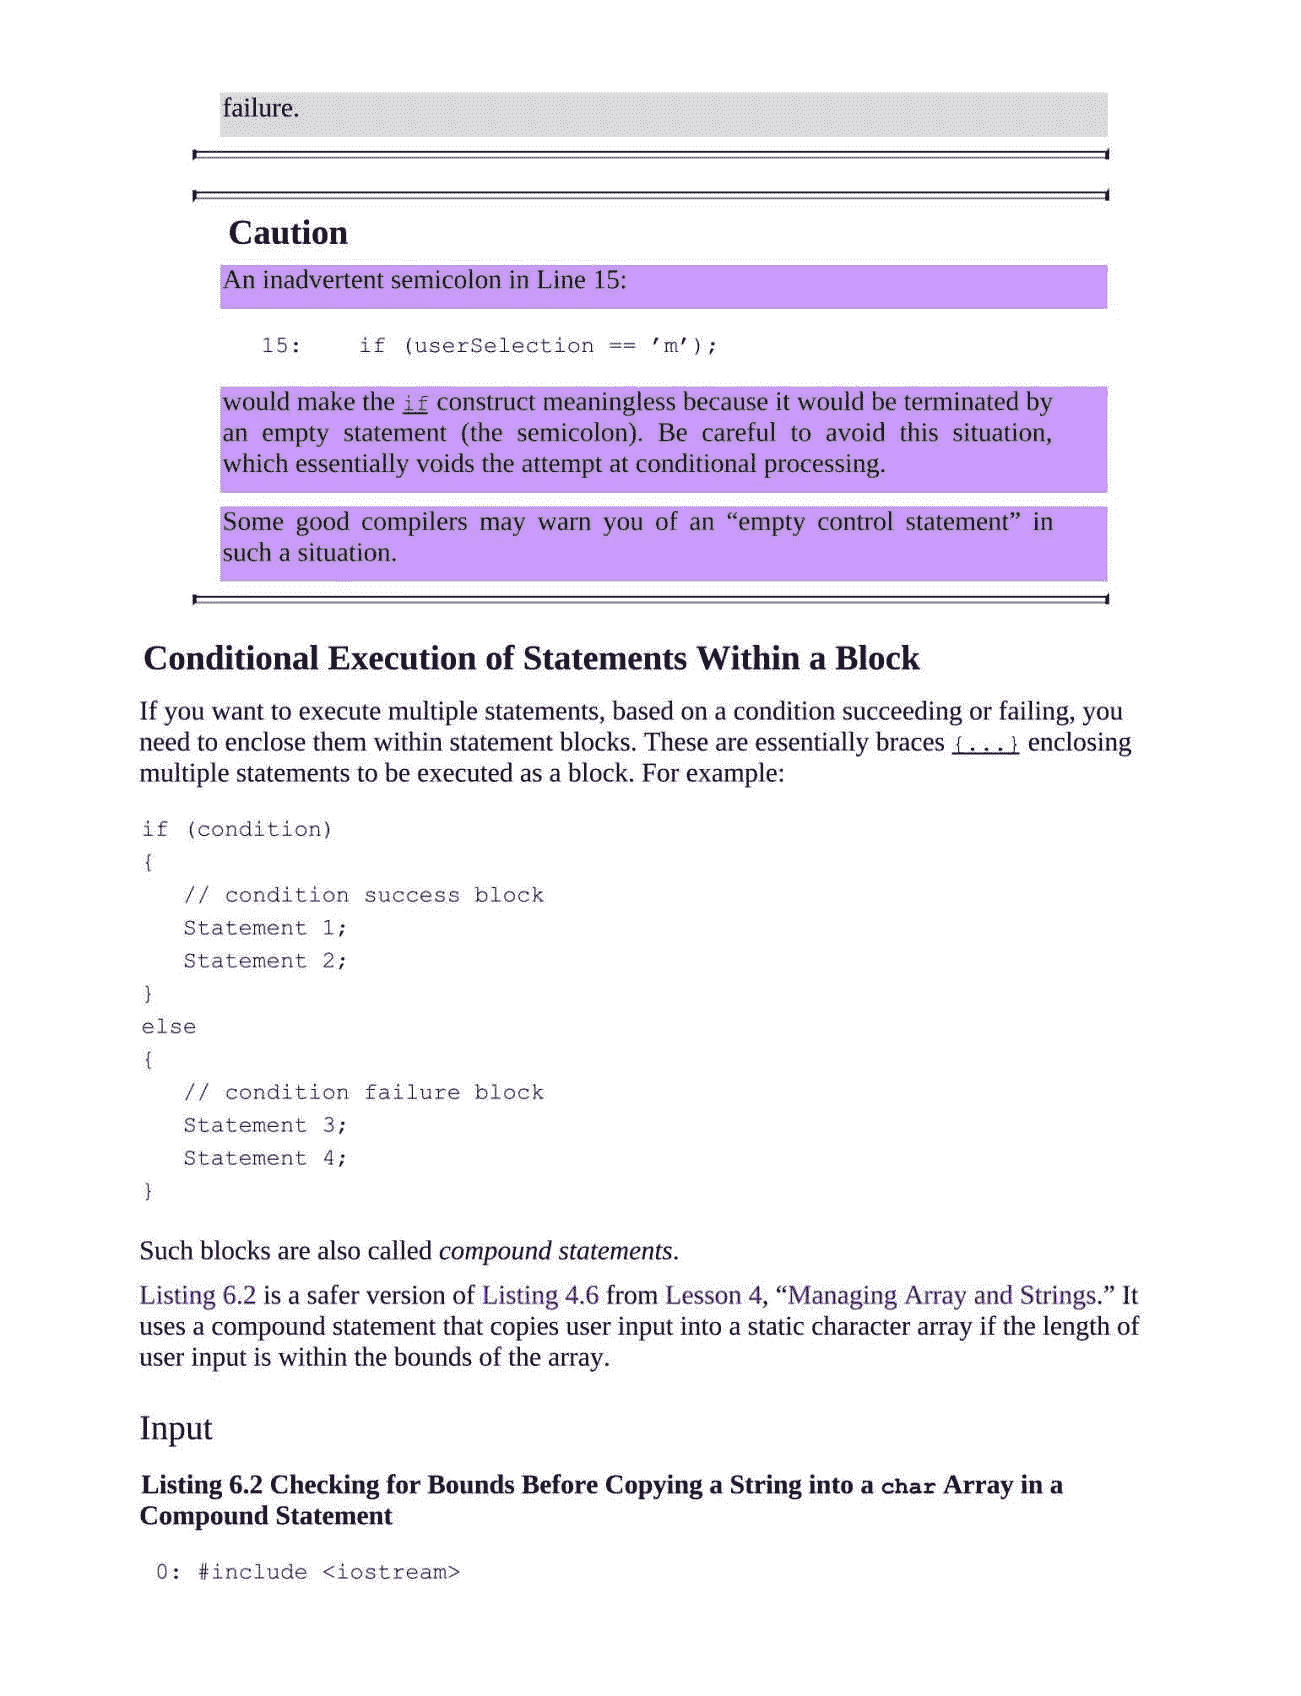 failure.
Caution
An inadvertent semicolon in Line 15:
15:    if (userSelection == ’m’);
would make the if construct meaningless because it would be terminated by
an empty statement (the semicolon). Be careful to avoid this situation,
which essentially voids the attempt at conditional processing.
Some good compilers may warn you of an “empty control statement” in
such a situation.
Conditional Execution of Statements Within a Block
If you want to execute multiple statements, based on a condition succeeding or failing, you
need to enclose them within statement blocks. These are essentially braces {...} enclosing
multiple statements to be executed as a block. For example:
if (condition)
{
   // condition success block
   Statement 1;
   Statement 2;
}
else
{
   // condition failure block
   Statement 3;
   Statement 4;
}
Such blocks are also called compound statements.
Listing 6.2 is a safer version of Listing 4.6 from Lesson 4, “Managing Array and Strings.” It
uses a compound statement that copies user input into a static character array if the length of
user input is within the bounds of the array.
Input
Listing 6.2 Checking for Bounds Before Copying a String into a char Array in a
Compound Statement
0: #include <iostream>